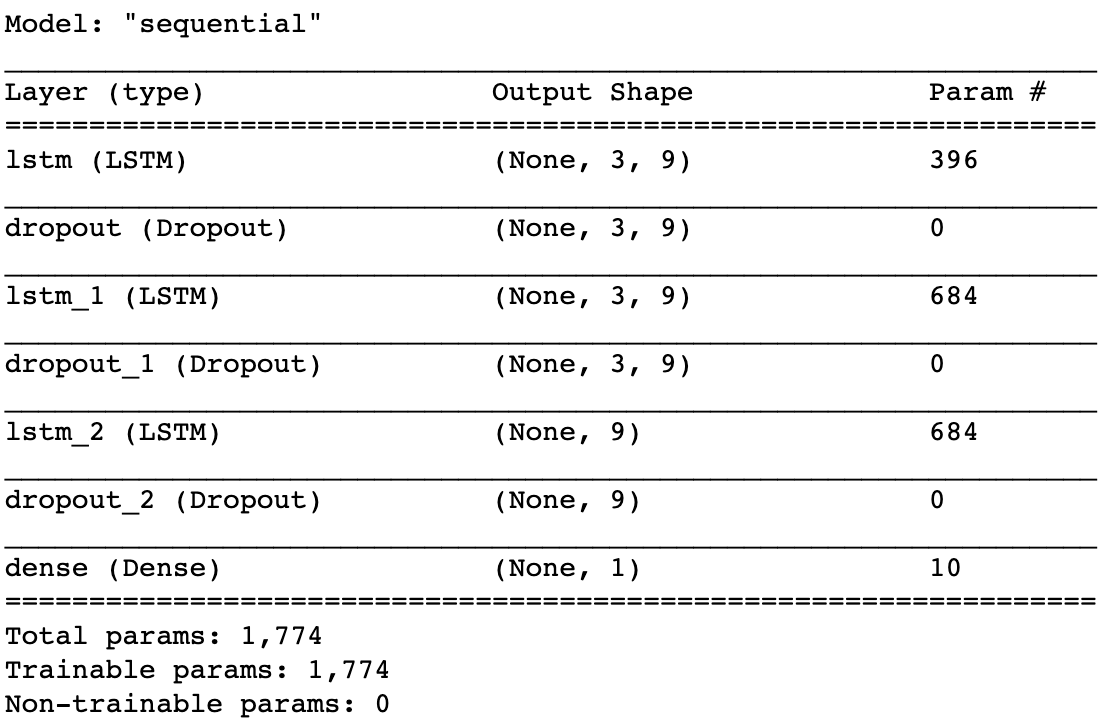 Model: "sequential"
Layer (type) Output Shape Param #
lstm (LSTM) (None, 3, 9) 396
dropout (Dropout) (None, 3, 9) 0
lstm_1 (LSTM) (None, 3, 9) 684
dropout_1 (Dropout) (None, 3, 9) 0
lstm_2 (LSTM) (None, 9) 684
dropout_2 (Dropout) (None, 9) 0
dense (Dense) (None, 1) 10
Total params: 1,774
Trainable params: 1,774
Non-trainable params: 0